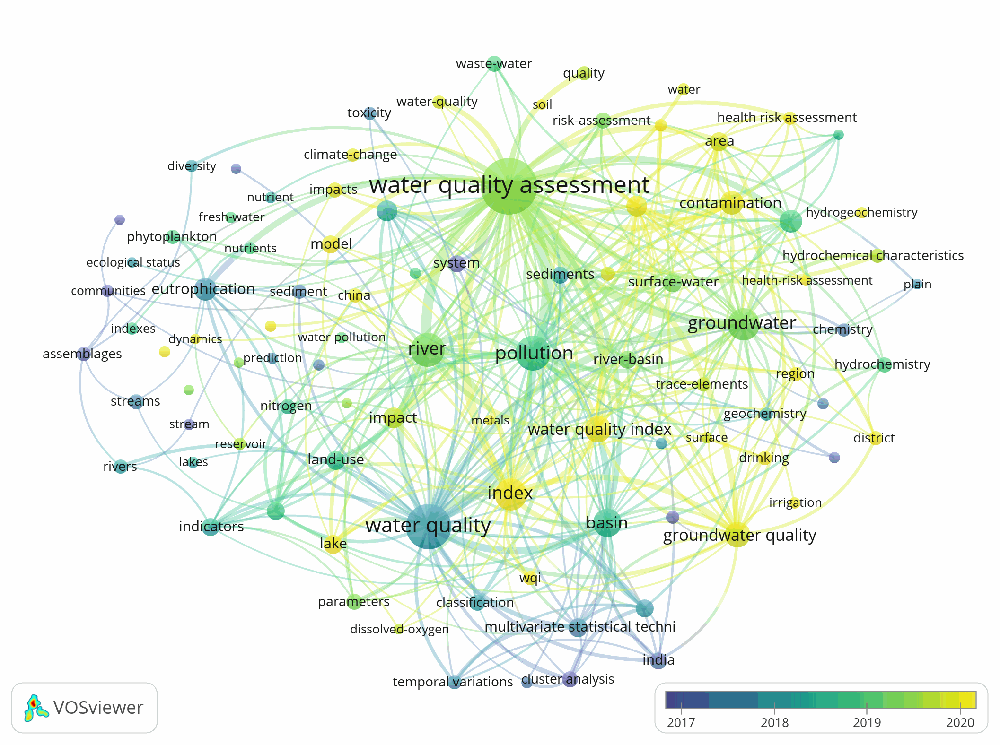 waste-water
quality
water
water-quality
soil
toxicity
risk-assessment
health risk assessment
area
climate-change
diversity
water quality assessment
impacts
nutrient
contamination
hydrogeochemistry
fresh-water
phytoplankton
nutrients
model
hydrochemical characteristics
ecological status
system
sediments
surface-water
health-risk assessment
plain
communities
eutrophication
sediment
china
indexes
groundwater
chemistry
dynamics
water pollution
river
pollution
assemblages
prediction
river-basin
hydrochemistry
region
trace-elements
streams
nitrogen
impact
metals
geochemistry
stream
water quality index
surface
district
reservoir
lakes
land-use
drinking
rivers
index
irrigation
indicators
water quality
basin
groundwater quality
lake
wqi
parameters
classification
dissolved-oxygen
multivariate statistical techni
india
temporal variations
cluster analysis
VOSviewer
2017
2018
2019
2020